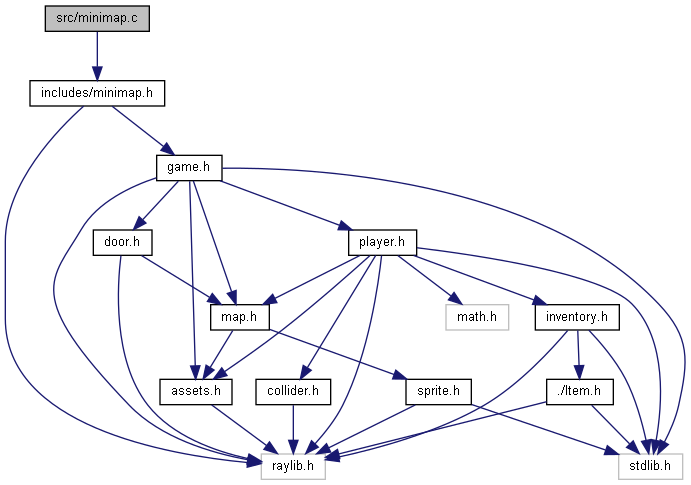 src/minimap.c
includes/minimap.h
game.h
door.h
player.h
map.h
math.h
inventory.h
assets.h
collider.h
sprite.h
./Item.h
raylib.h
stdlib.h